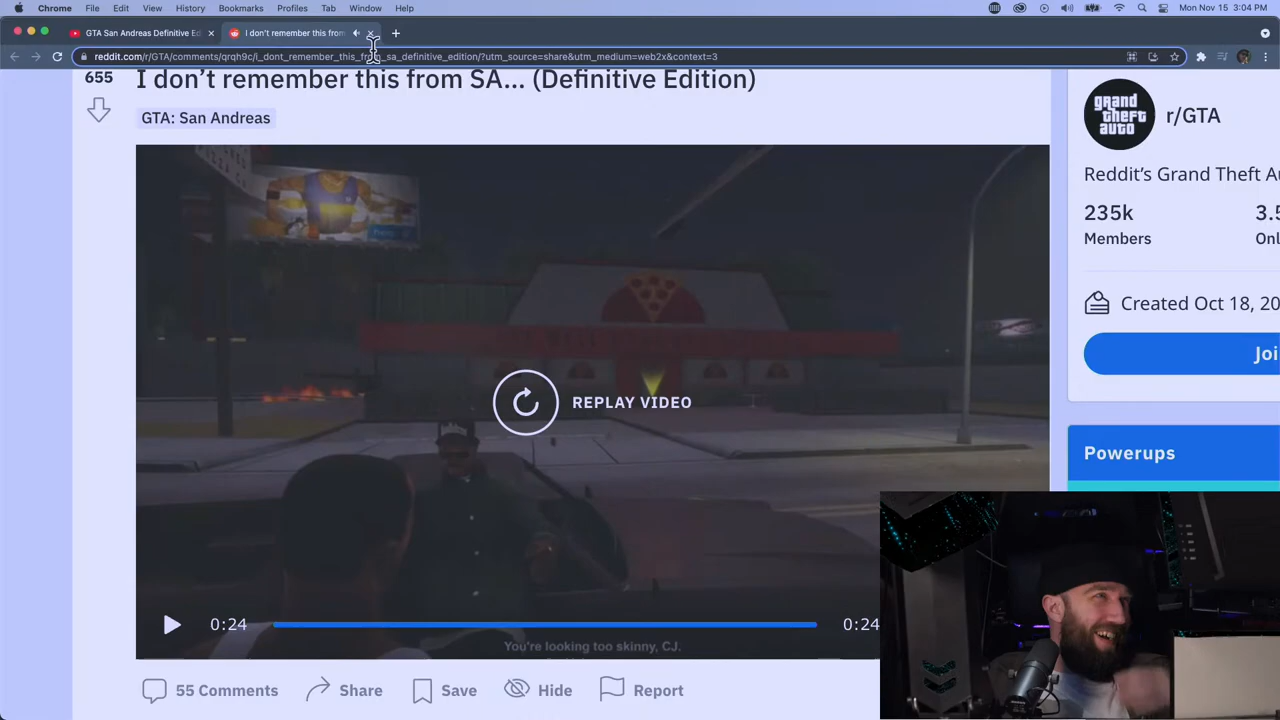 Chrome File Edit View History Bookmarks Profiles Tab Window Help Mon Nov 15 3:04 PM
GTA San Andreas Definitive Ed
I don't remember this from
reddit.com/r/GTA/comments/qrqh9c/i_dont_remember_this_from_sa_definitive_edition/?utm_source=share&utm_medium=web2x&context=3
655
I don't remember this from SA... (Definitive Edition)
GTA: San Andreas
REPLAY VIDEO
0:24 0:24
You're looking too skinny, CJ.
55 Comments Share Save Hide Report
grand theft auto
r/GTA
Reddit's Grand Theft Au
235k 3.5
Members Onl
Created Oct 18, 20
Joi
Powerups